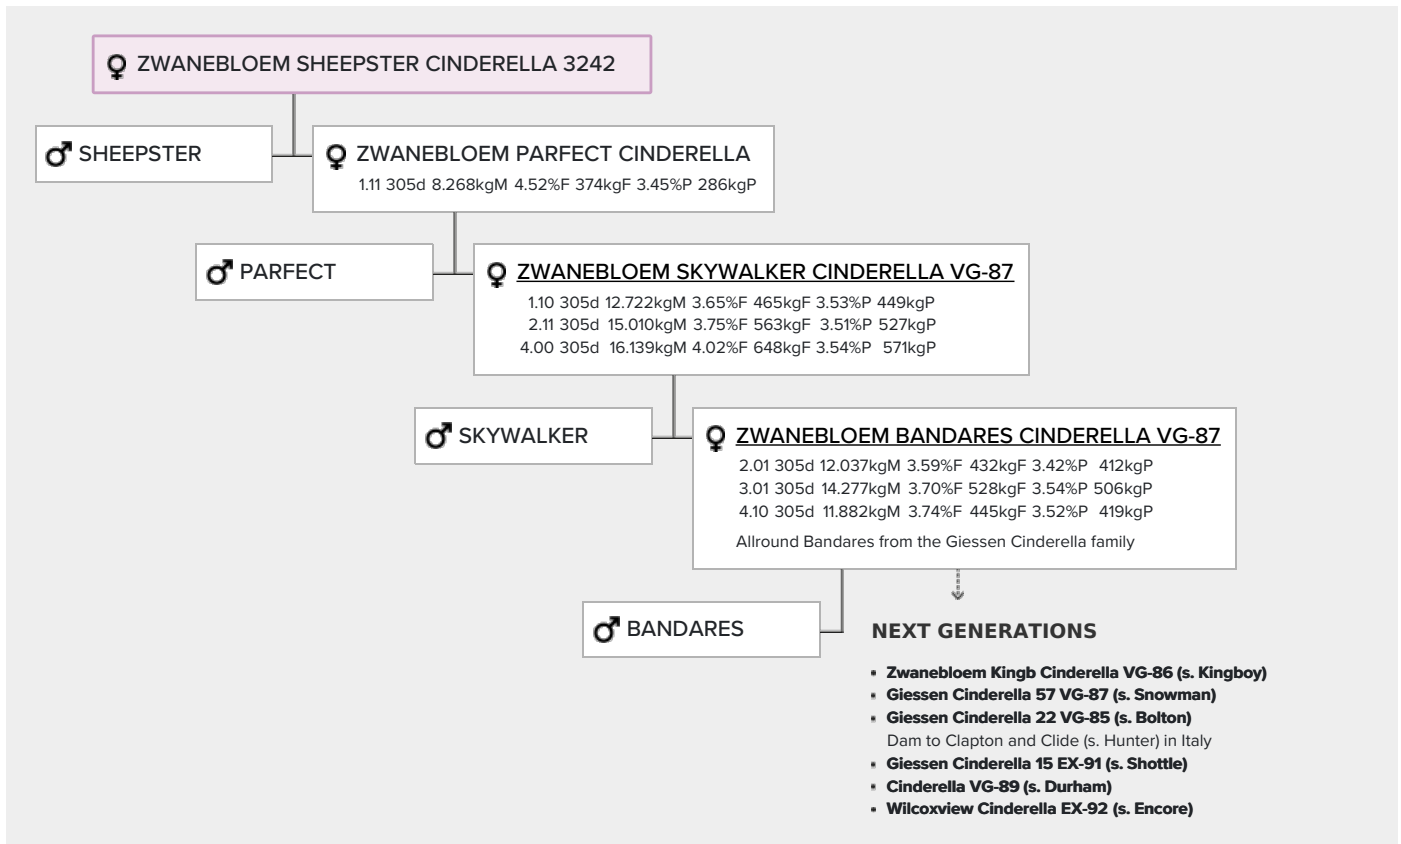 ZWANEBLOEM SHEEPSTER CINDERELLA 3242
SHEEPSTER
ZWANEBLOEM PARFECT CINDERELLA
1.11 305d 8.268kgM 4.52%F 374kgF 3.45%P 286kgP
PARFECT
ZWANEBLOEM SKYWALKER CINDERELLA VG-87
1.10 305d 12.722kgM 3.65%F 465kgF 3.53%P 449kgP
2.11 305d 15.010kgM 3.75%F 563kgF 3.51%P 527kgP
4.00 305d 16.139kgM 4.02%F 648kgF 3.54%P 571kgP
SKYWALKER
ZWANEBLOEM BANDARES CINDERELLA VG-87
2.01 305d 12.037kgM 3.59%F 432kgF 3.42%P 412kgP
3.01 305d 14.277kgM 3.70%F 528kgF 3.54%P 506kgP
4.10 305d 11.882kgM 3.74%F 445kgF 3.52%P 419kgP
Allround Bandares from the Giessen Cinderella family
BANDARES
NEXT GENERATIONS
Zwanebloem Kingb Cinderella VG-86 (s. Kingboy)
Giessen Cinderella 57 VG-87 (s. Snowman)
Giessen Cinderella 22 VG-85 (s. Bolton)
Dam to Clapton and Clide (s. Hunter) in Italy
Giessen Cinderella 15 EX-91 (s. Shottle)
Cinderella VG-89 (s. Durham)
Wilcoxview Cinderella EX-92 (s. Encore)